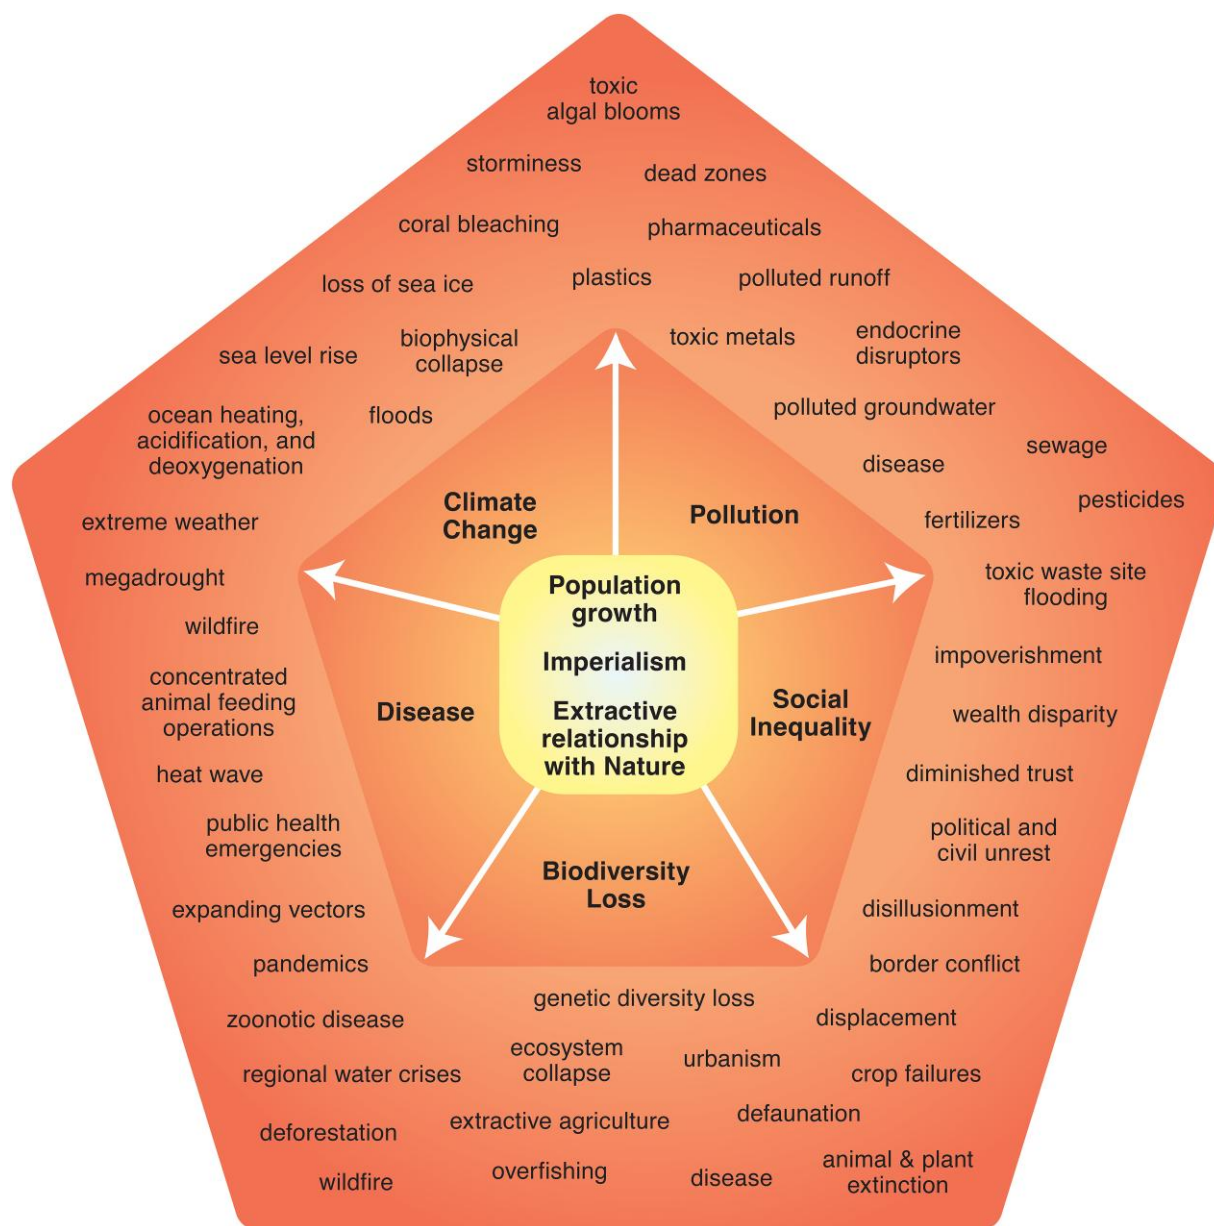 toxic
algal blooms
storminess
dead zones
coral bleaching
pharmaceuticals
loss of sea ice
plastics
polluted runoff
sea level rise
biophysical
collapse
toxic metals
endocrine
disruptors
ocean heating,
acidification, and
deoxygenation
floods
polluted groundwater
sewage
disease
pesticides
extreme weather
Climate
Change
Pollution
fertilizers
megadrought
toxic waste site
flooding
wildfire
Population
growth
Imperialism
Extractive
relationship
with Nature
impoverishment
concentrated
animal feeding
operations
Disease
Social
Inequality
wealth disparity
heat wave
diminished trust
public health
emergencies
political and
civil unrest
Biodiversity
Loss
expanding vectors
disillusionment
pandemics
border conflict
genetic diversity loss
zoonotic disease
displacement
ecosystem
collapse
urbanism
regional water crises
crop failures
extractive agriculture
defaunation
deforestation
overfishing
disease
animal & plant
extinction
wildfire